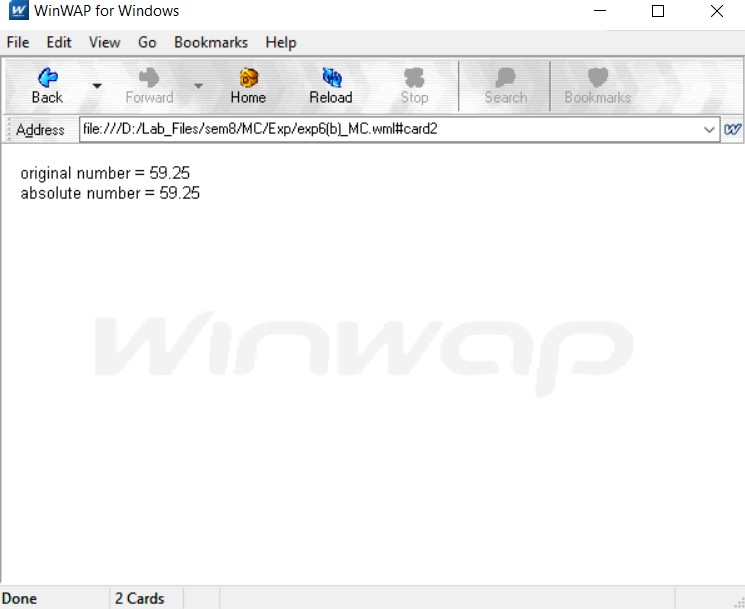 WinWAP for Windows
File Edit View Go Bookmarks Help
Back Forward Home Reload Stop Search Bookmarks
Address file:///D:/Lab_Files/sem8/MC/Exp/exp6(b)_MC.wml#card2
original number = 59.25
absolute number = 59.25
Winwap
Done 2 Cards